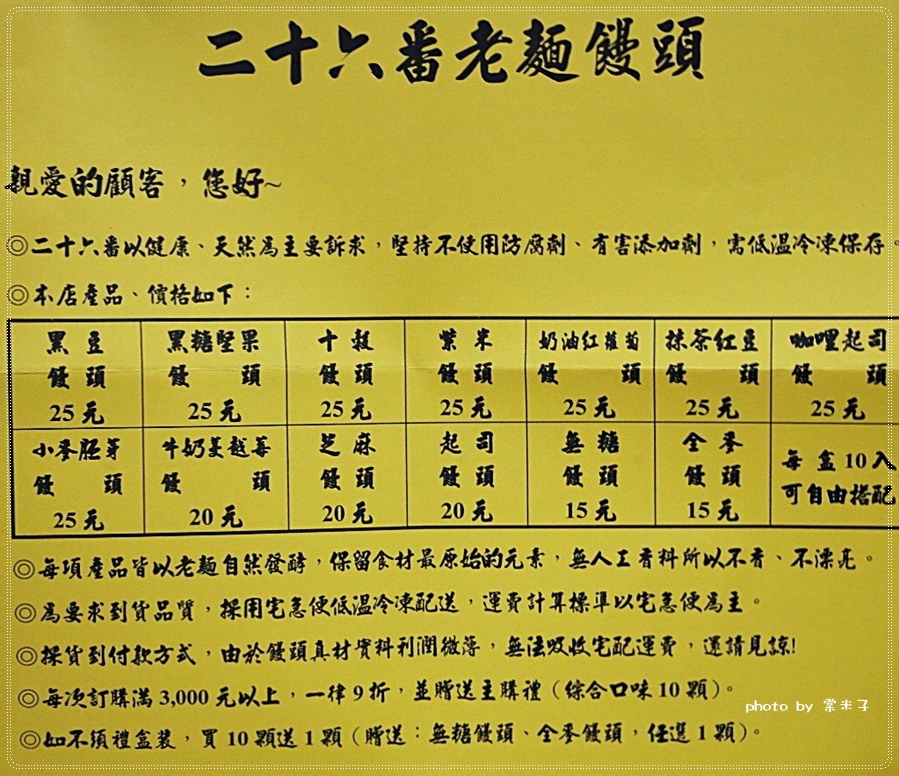 二十六番老麵饅頭
親愛的顧客，您好~
◎二十六番以健康、天然為主要訴求，堅持不使用防腐劑、有害添加劑，需低溫冷凍保存。
◎本店產品、價格如下：
黑豆 黑糖堅果 十穀 紫米 奶油紅蘿蔔 抹茶紅豆 咖哩起司
饅頭 饅頭 饅頭 饅頭 饅頭 饅頭 饅頭
25元 25元 25元 25元 25元 25元 25元
小麥胚芽 牛奶蔓越莓 芝麻 起司 無糖 全麥 每盒10入
饅頭 饅頭 饅頭 饅頭 饅頭 饅頭 可自由搭配
25元 20元 20元 20元 15元 15元
◎每項產品皆以老麵自然發酵，保留食材最原始的元素，無人工香料所以不香、不漂亮。
◎為要求到貨品質，採用宅急便低溫冷凍配送，運費計算標準以宅急便為主。
◎採貨到付款方式，由於饅頭真材實料利潤微薄，無法吸收宅配運費，還請見諒!
◎每次訂購滿3,000元以上，一律9折，並贈送主購禮（綜合口味10顆）。
◎如不須禮盒裝，買10顆送1顆（贈送：無糖饅頭、全麥饅頭，任選1顆）。
photo by 棠米子